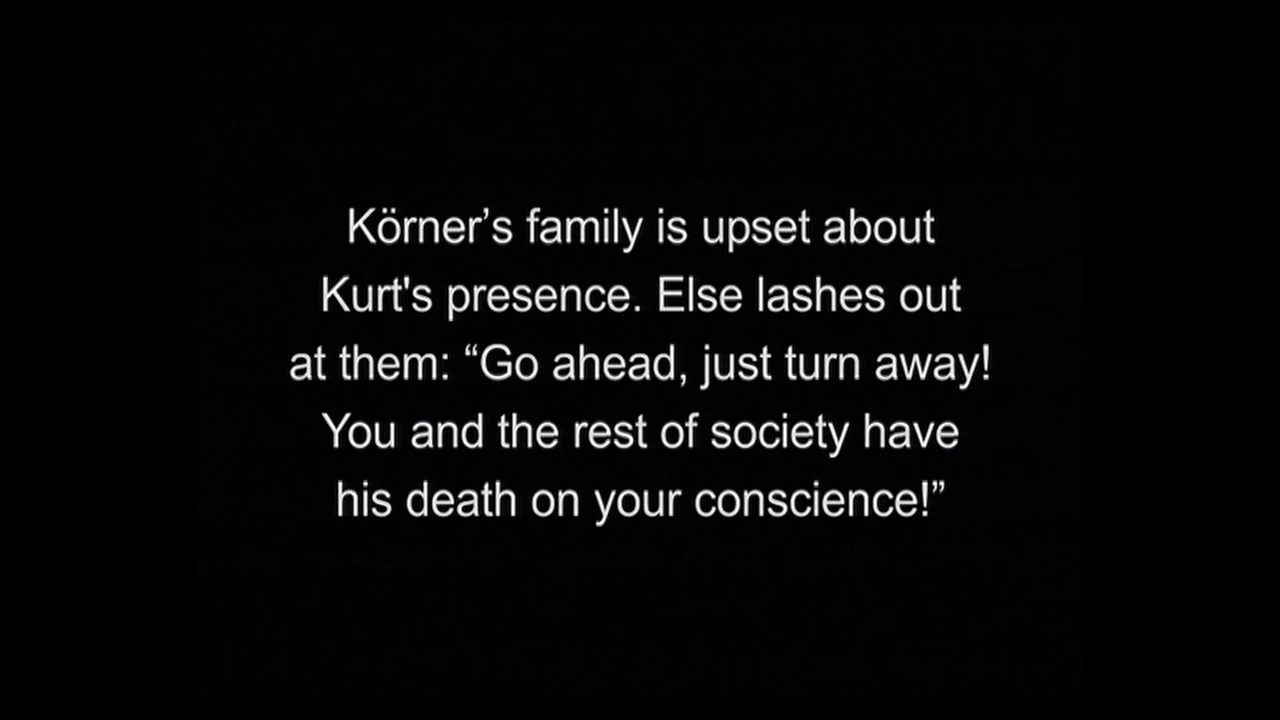 Körner’s family is upset about
Kurt's presence. Else lashes out
at them: “Go ahead, just turn away!
You and the rest of society have
his death on your conscience!”